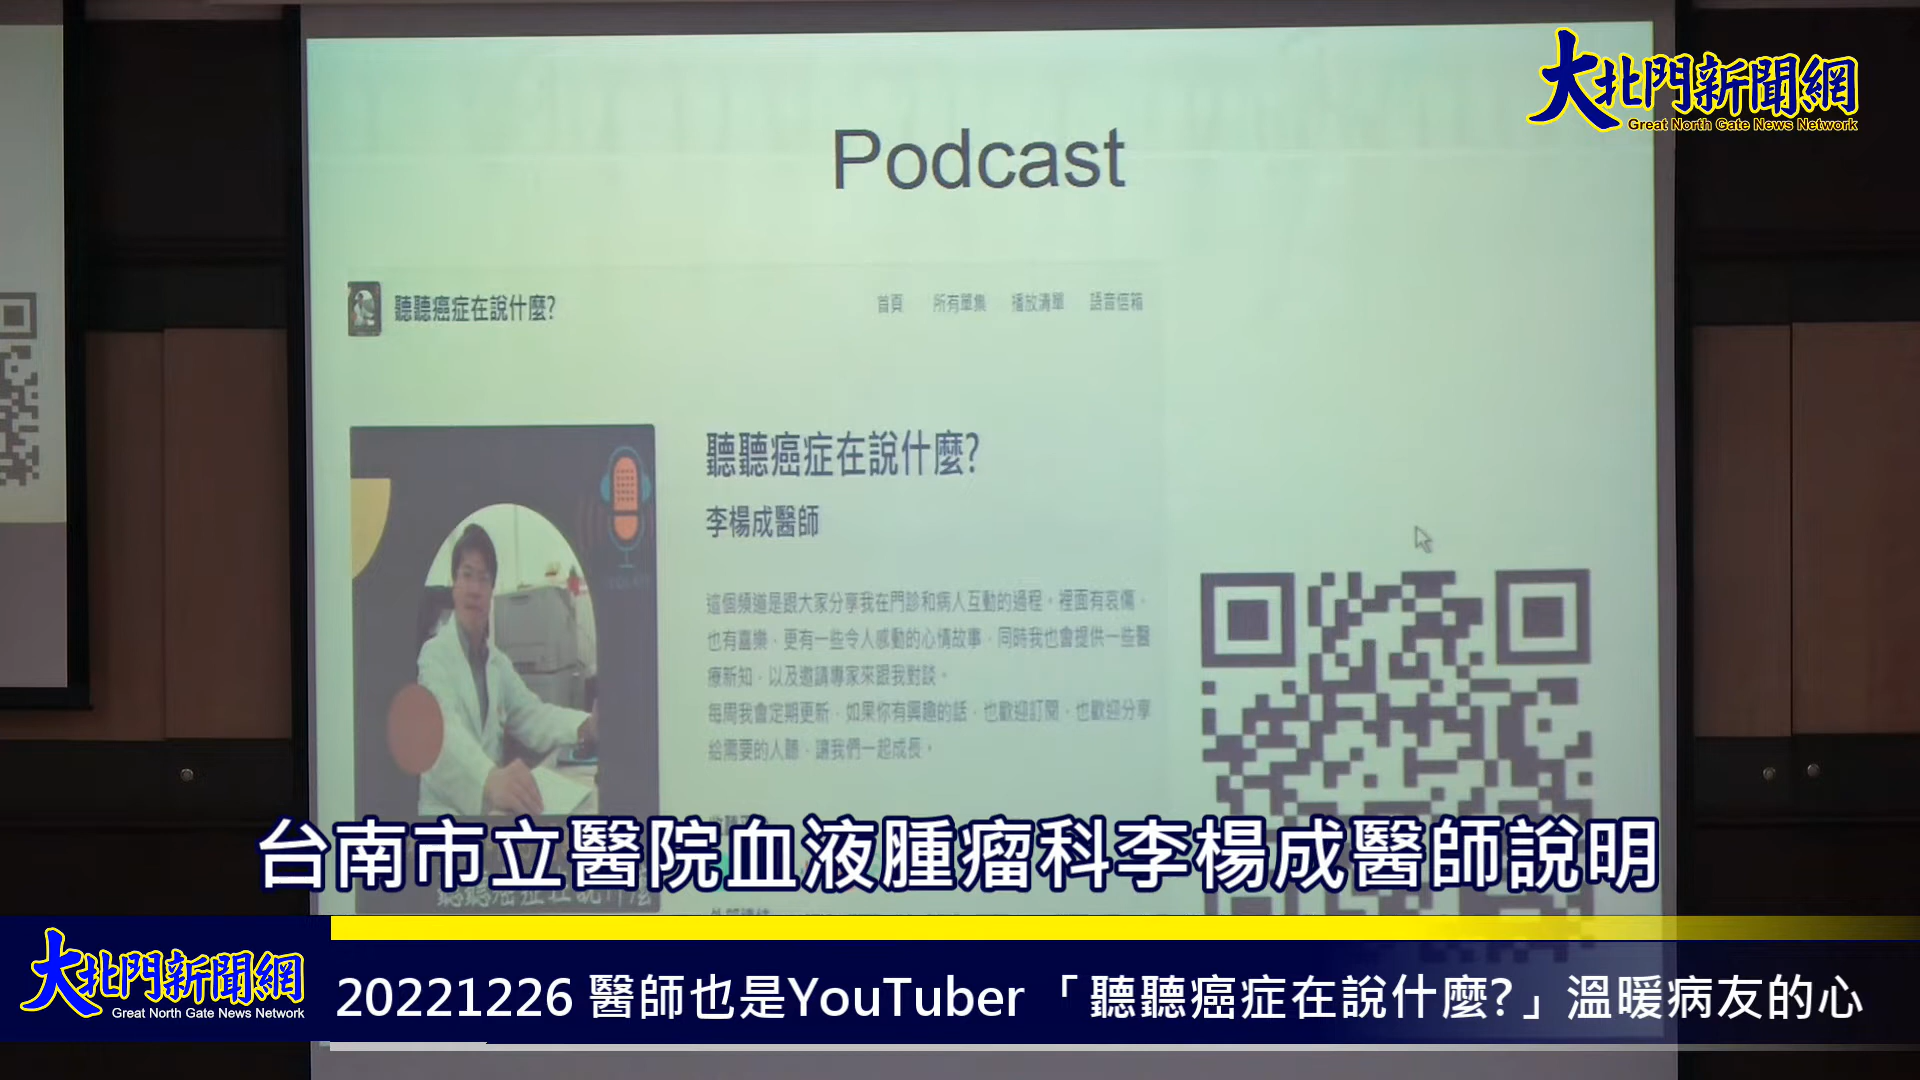 大北門新聞網
Great North Gate News Network
Podcast
聽聽癌症在說什麼?
首頁 所有單集 播放清單 語音信箱
聽聽癌症在說什麼?
李楊成醫師
這個頻道是跟大家分享我在門診和病人互動的過程。裡面有哀傷，
也有喜樂、更有一些令人感動的心情故事，同時我也會提供一些醫
療新知，以及邀請專家來跟我對談。
每周我會定期更新，如果你有興趣的話，也歡迎訂閱，也歡迎分享
給需要的人聽，讓我們一起成長。
聽聽癌症在說什麼
台南市立醫院血液腫瘤科李楊成醫師說明
大北門新聞網
Great North Gate News Network
20221226 醫師也是YouTuber 「聽聽癌症在說什麼?」溫暖病友的心